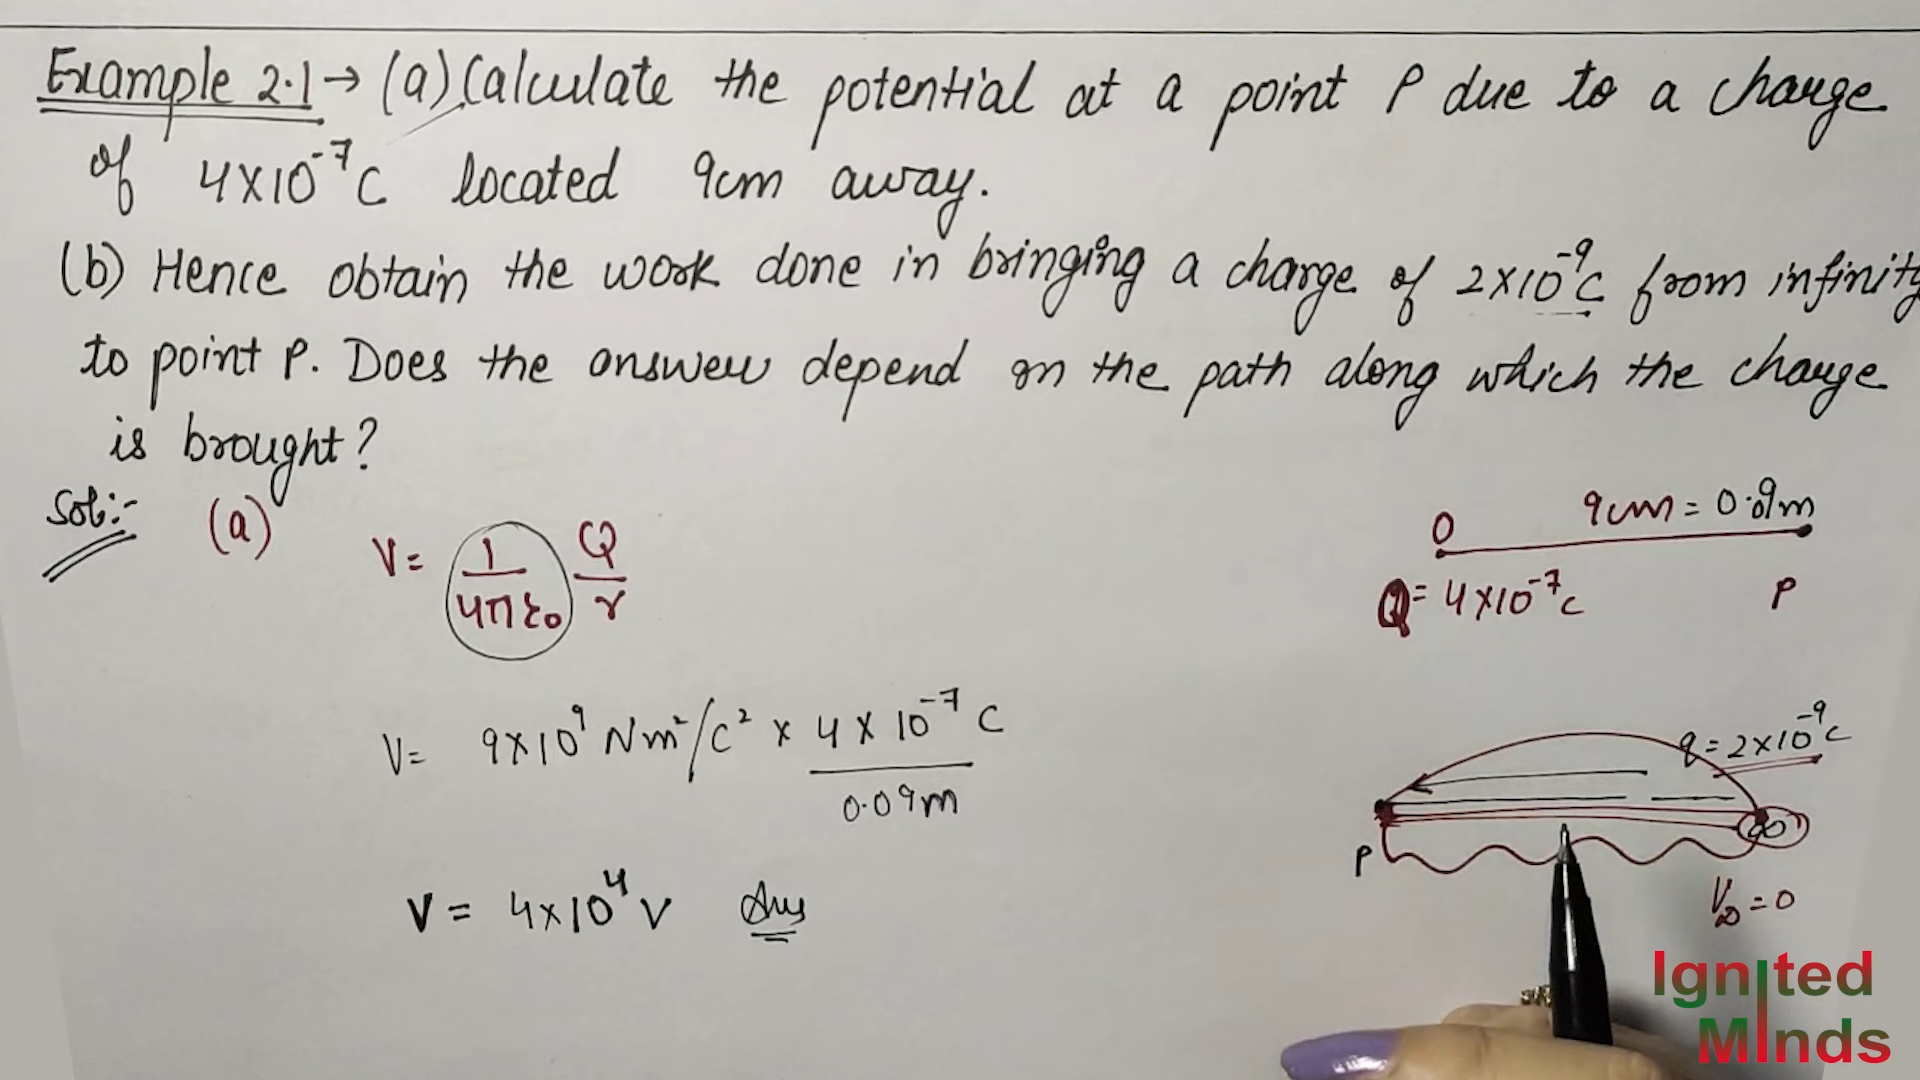 Example 2.1 → (a) Calculate the potential at a point P due to a charge
of 4×10⁻⁷C located 9cm away.
(b) Hence obtain the work done in bringing a charge of 2×10⁻⁹C from infinity
to point P. Does the answer depend on the path along which the charge
is brought?
Sol:-
(a)
V = 1/4πε₀ Q/r
V= 9×10⁹ Nm²/C² × 4×10⁻⁷ C / 0.09m
V = 4×10⁴ V Ans
9cm = 0.09m
O
Q = 4×10⁻⁷C
P
q = 2×10⁻⁹C
P
∞
V∞ = 0
Ignited
Minds